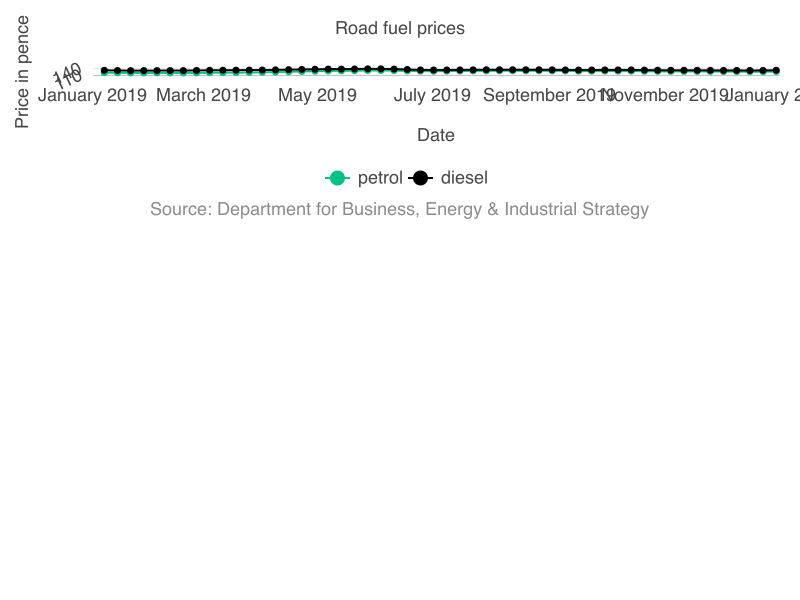 Road fuel prices
Price in pence
140
110
January 2019 March 2019 May 2019 July 2019 September 2019 November 2019 January 2
Date
petrol diesel
Source: Department for Business, Energy & Industrial Strategy